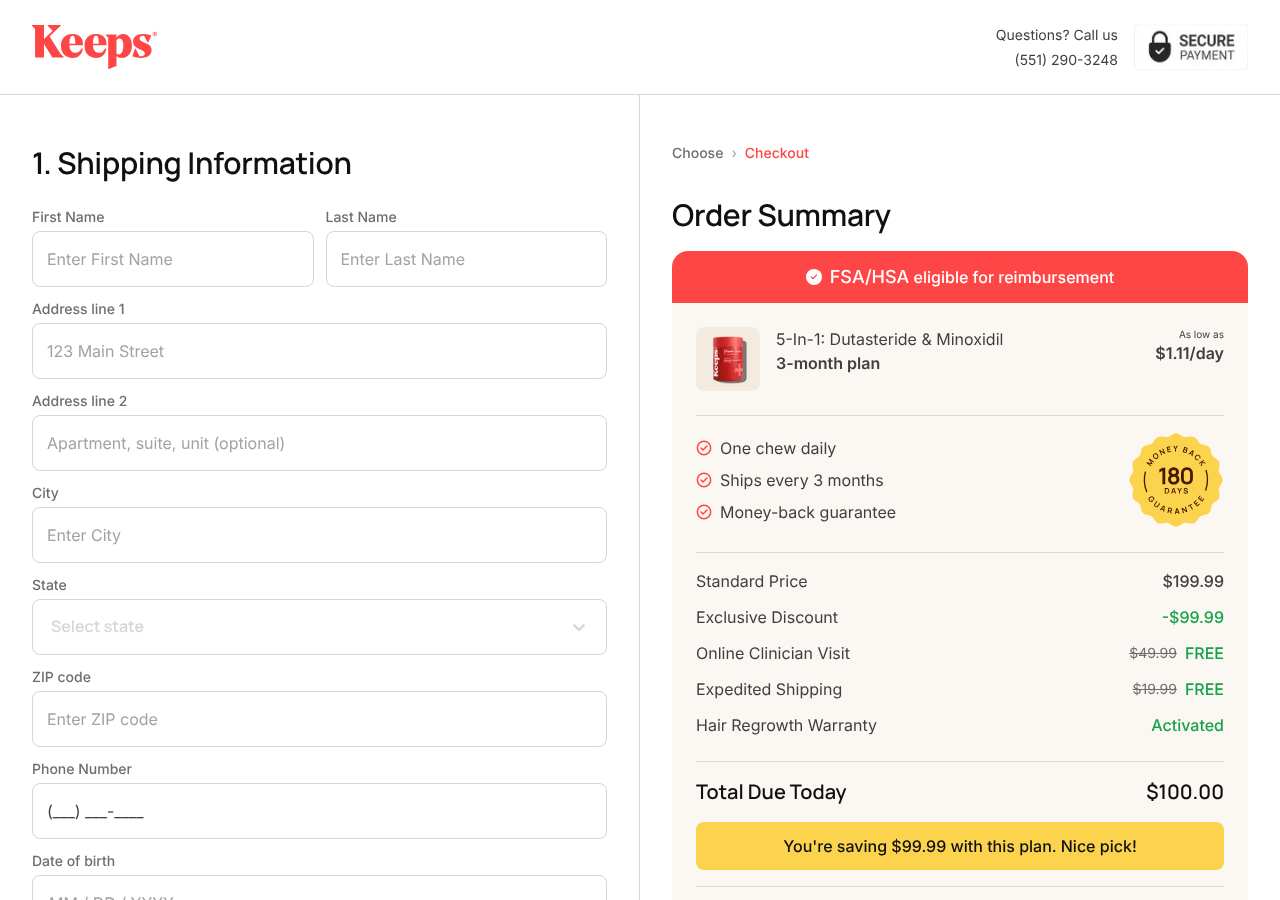 Keeps
Questions? Call us
(551) 290-3248
SECURE
PAYMENT
1. Shipping Information
First Name
Last Name
Enter First Name
Enter Last Name
Address line 1
123 Main Street
Address line 2
Apartment, suite, unit (optional)
City
Enter City
State
Select state
ZIP code
Enter ZIP code
Phone Number
(___) ___-____
Date of birth
MM / DD / YYYY
Choose › Checkout
Order Summary
FSA/HSA eligible for reimbursement
Keeps
5-In-1: Dutasteride & Minoxidil
3-month plan
As low as
$1.11/day
One chew daily
Ships every 3 months
Money-back guarantee
MONEY BACK
180
DAYS
GUARANTEE
Standard Price $199.99
Exclusive Discount -$99.99
Online Clinician Visit $49.99 FREE
Expedited Shipping $19.99 FREE
Hair Regrowth Warranty Activated
Total Due Today $100.00
You're saving $99.99 with this plan. Nice pick!